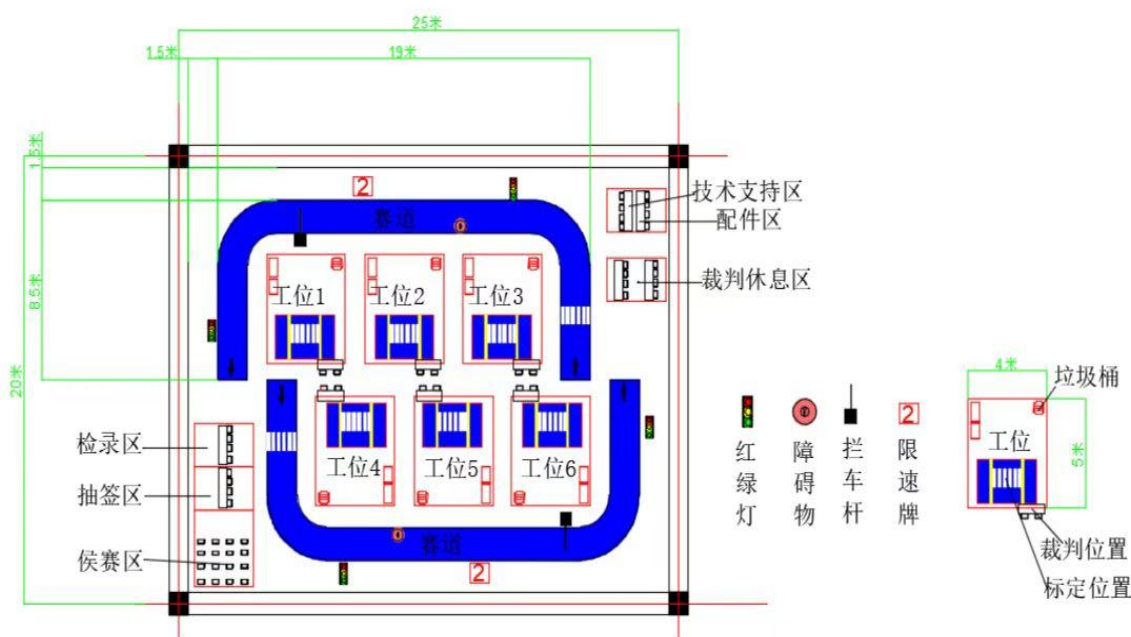 25米
1.5米
19米
1.5米
8.5米
20米
2
赛道
技术支持区
配件区
裁判休息区
工位1
工位2
工位3
检录区
抽签区
侯赛区
工位4
工位5
工位6
赛道
2
红绿灯
障碍物
拦车杆
2
限速牌
4米
垃圾桶
工位
5米
裁判位置
标定位置